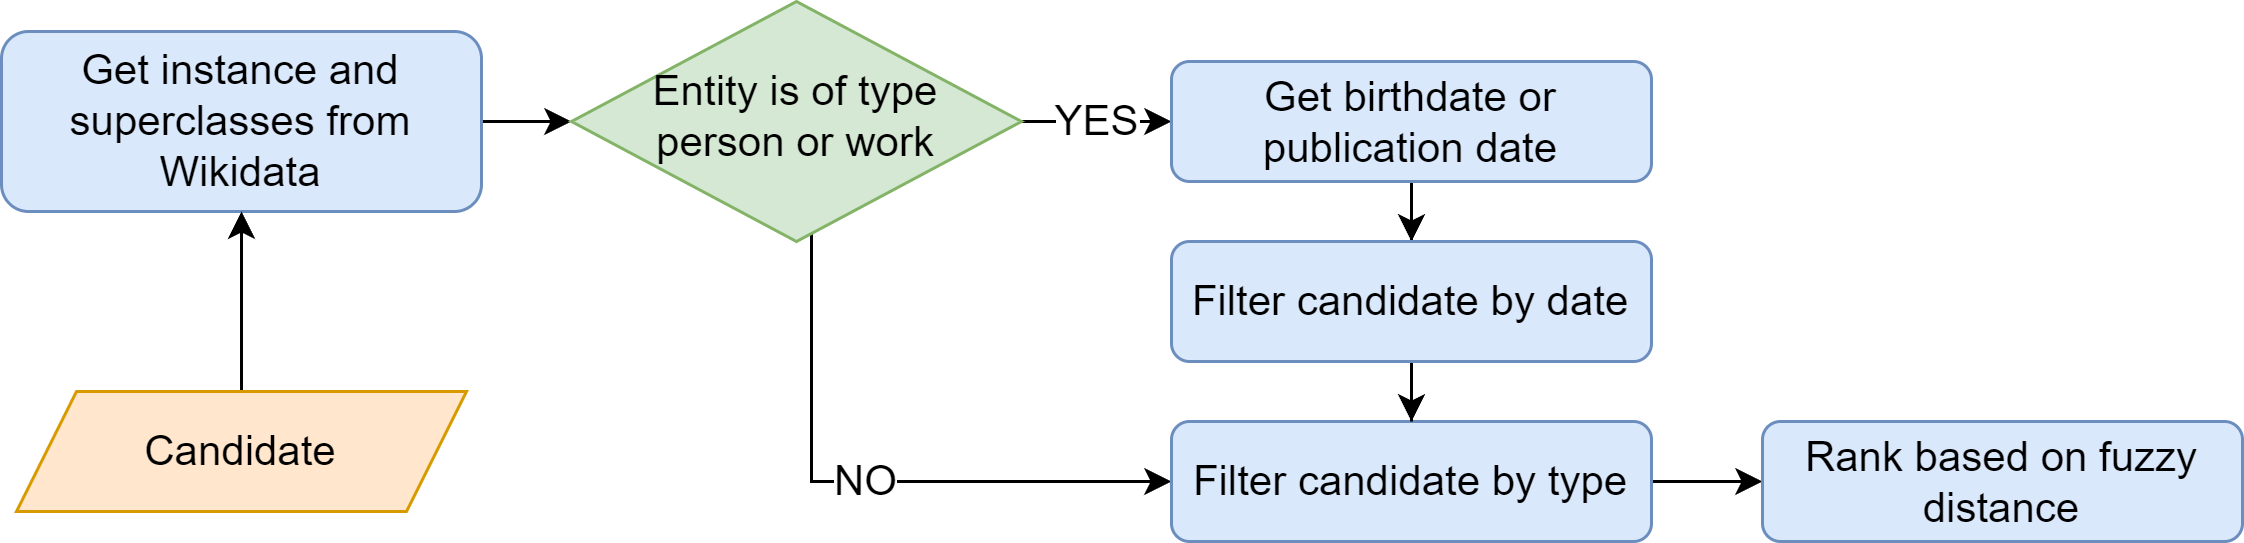 Get instance and
superclasses from
Wikidata
Entity is of type
person or work
YES
Get birthdate or
publication date
Filter candidate by date
Candidate
NO
Filter candidate by type
Rank based on fuzzy
distance